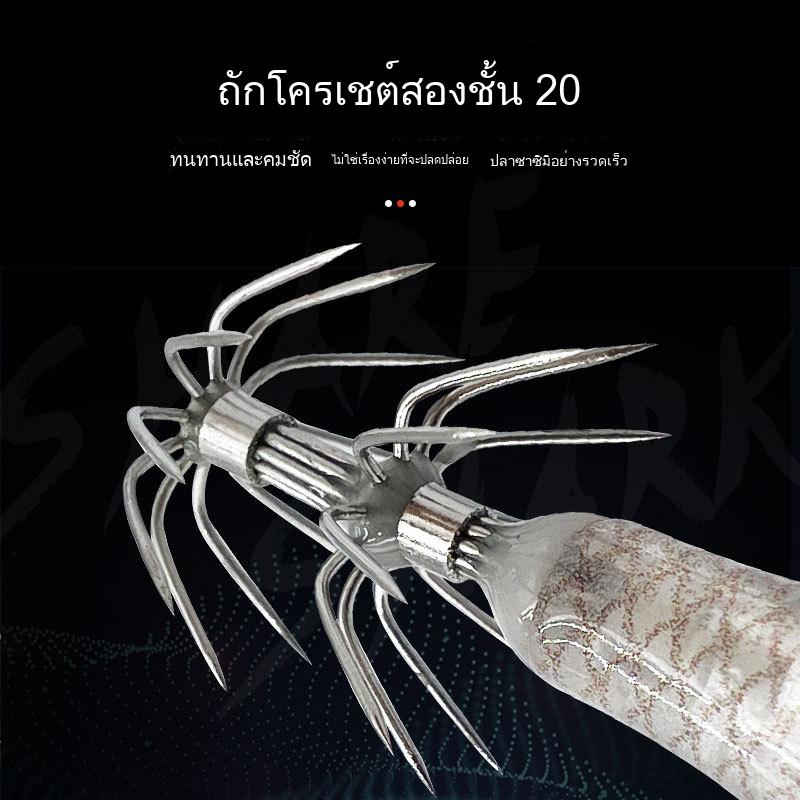 ถักโครเชต์สองชั้น 20
ทนทานและคมชัด ไม่ใช่เรื่องง่ายที่จะปลดปล่อย ปลาซาซิมิอย่างรวดเร็ว
SHARE
SHARK